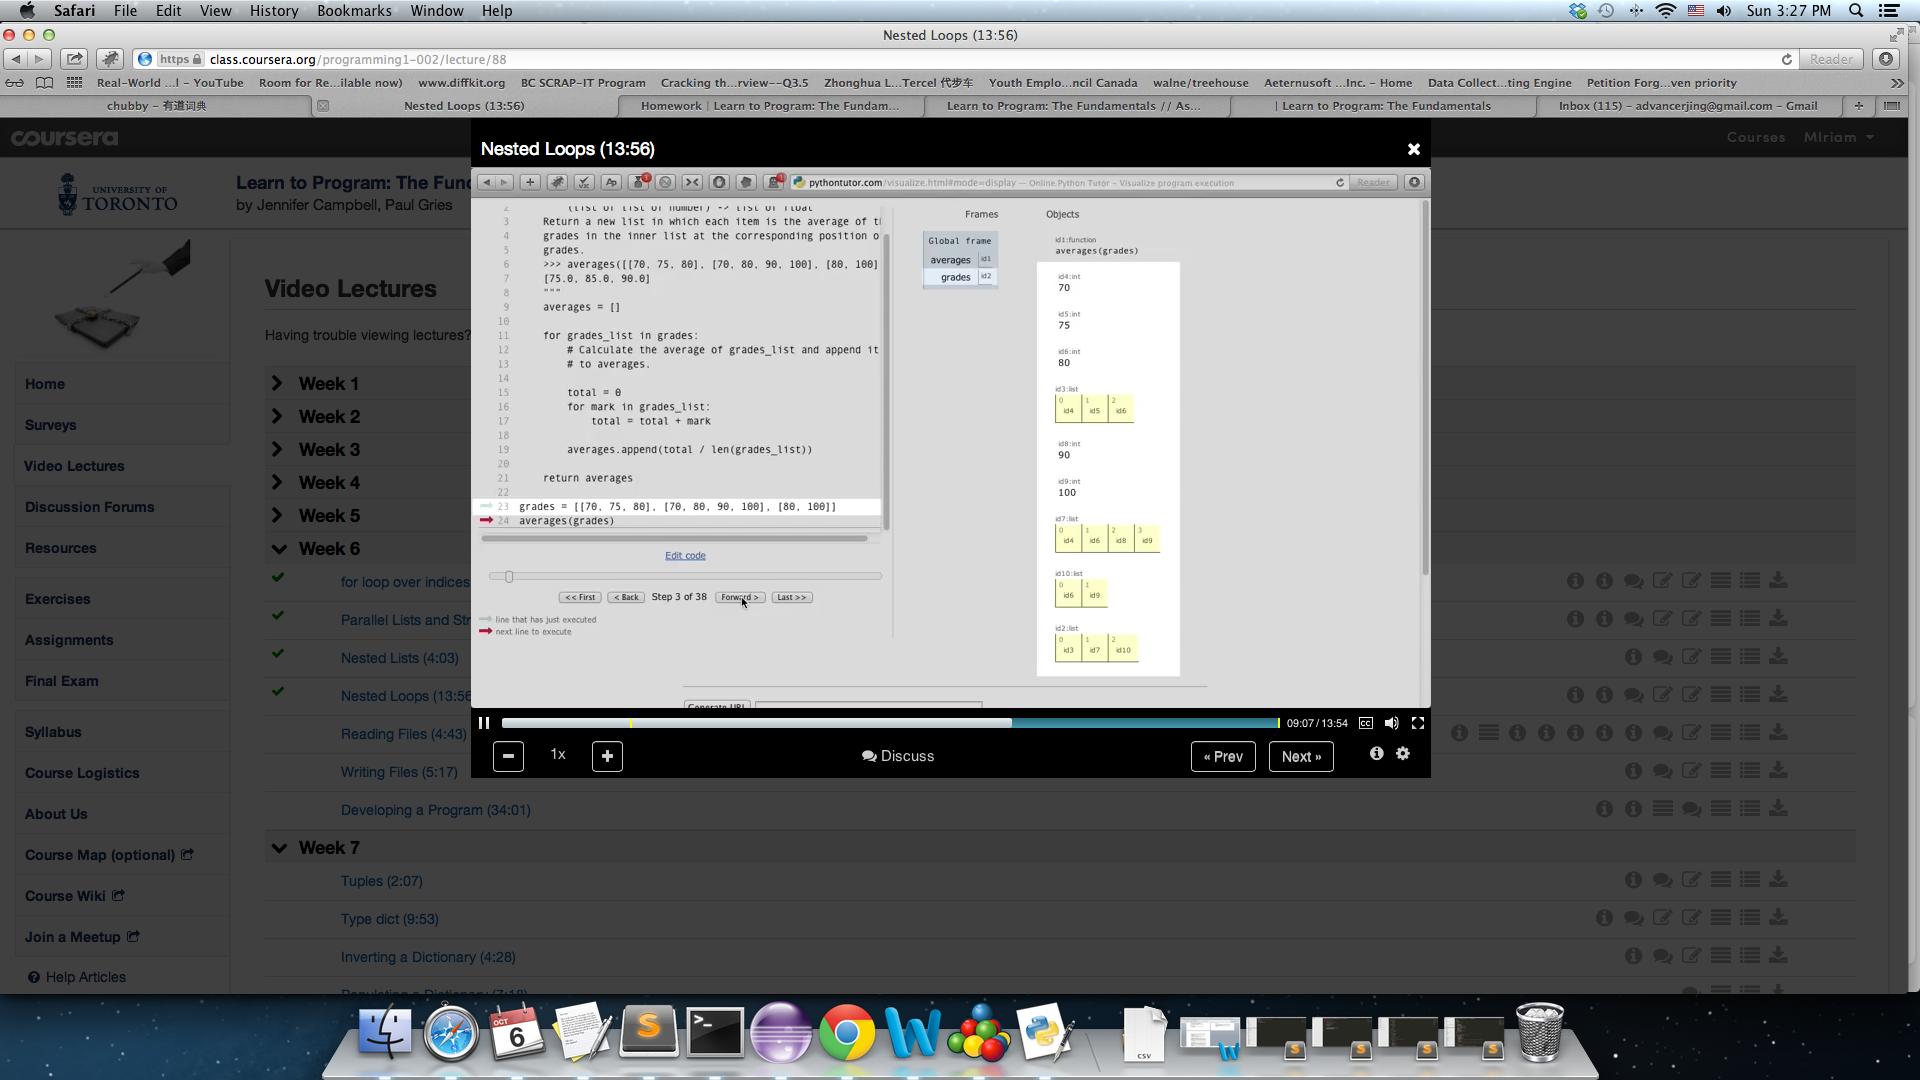 Safari File Edit View History Bookmarks Window Help Sun 3:27 PM
Nested Loops (13:56)
https class.coursera.org/programming1-002/lecture/88 Reader
Real-World ...l – YouTube Room for Re...ilable now) www.diffkit.org BC SCRAP-IT Program Cracking th...rview--Q3.5 Zhonghua L...Tercel 代步车 Youth Emplo...ncil Canada walne/treehouse Aeternusoft ...Inc. - Home Data Collect...ting Engine Petition Forg...ven priority
chubby – 有道词典 Nested Loops (13:56) Homework | Learn to Program: The Fundam... Learn to Program: The Fundamentals // As... | Learn to Program: The Fundamentals Inbox (115) – advancerjing@gmail.com – Gmail
coursera Courses MIriam
Nested Loops (13:56)
UNIVERSITY OF
TORONTO
Learn to Program: The Fund
by Jennifer Campbell, Paul Gries
pythontutor.com/visualize.html#mode=display — Online Python Tutor – Visualize program execution Reader
Video Lectures
Having trouble viewing lectures?
Home
Surveys
Video Lectures
Discussion Forums
Resources
Exercises
Assignments
Final Exam
Syllabus
Course Logistics
About Us
Course Map (optional)
Course Wiki
Join a Meetup
Help Articles
Week 1
Week 2
Week 3
Week 4
Week 5
Week 6
for loop over indices
Parallel Lists and Str
Nested Lists (4:03)
Nested Loops (13:56
Reading Files (4:43)
Writing Files (5:17)
Developing a Program (34:01)
Week 7
Tuples (2:07)
Type dict (9:53)
Inverting a Dictionary (4:28)
2 (list of list of number) -> list of float
3 Return a new list in which each item is the average of t
4 grades in the inner list at the corresponding position o
5 grades.
6 >>> averages([[70, 75, 80], [70, 80, 90, 100], [80, 100]
7 [75.0, 85.0, 90.0]
8 """
9 averages = []
10
11 for grades_list in grades:
12 # Calculate the average of grades_list and append it
13 # to averages.
14
15 total = 0
16 for mark in grades_list:
17 total = total + mark
18
19 averages.append(total / len(grades_list))
20
21 return averages
22
23 grades = [[70, 75, 80], [70, 80, 90, 100], [80, 100]]
24 averages(grades)
Edit code
<< First < Back Step 3 of 38 Forward > Last >>
line that has just executed
next line to execute
Frames Objects
Global frame
averages id1
grades id2
id1:function
averages(grades)
id4:int
70
id5:int
75
id6:int
80
id3:list
0 1 2
id4 id5 id6
id8:int
90
id9:int
100
id7:list
0 1 2 3
id4 id6 id8 id9
id10:list
0 1
id6 id9
id2:list
0 1 2
id3 id7 id10
Generate URL
09:07 / 13:54 CC
1x Discuss « Prev Next »
OCT
6
CSV